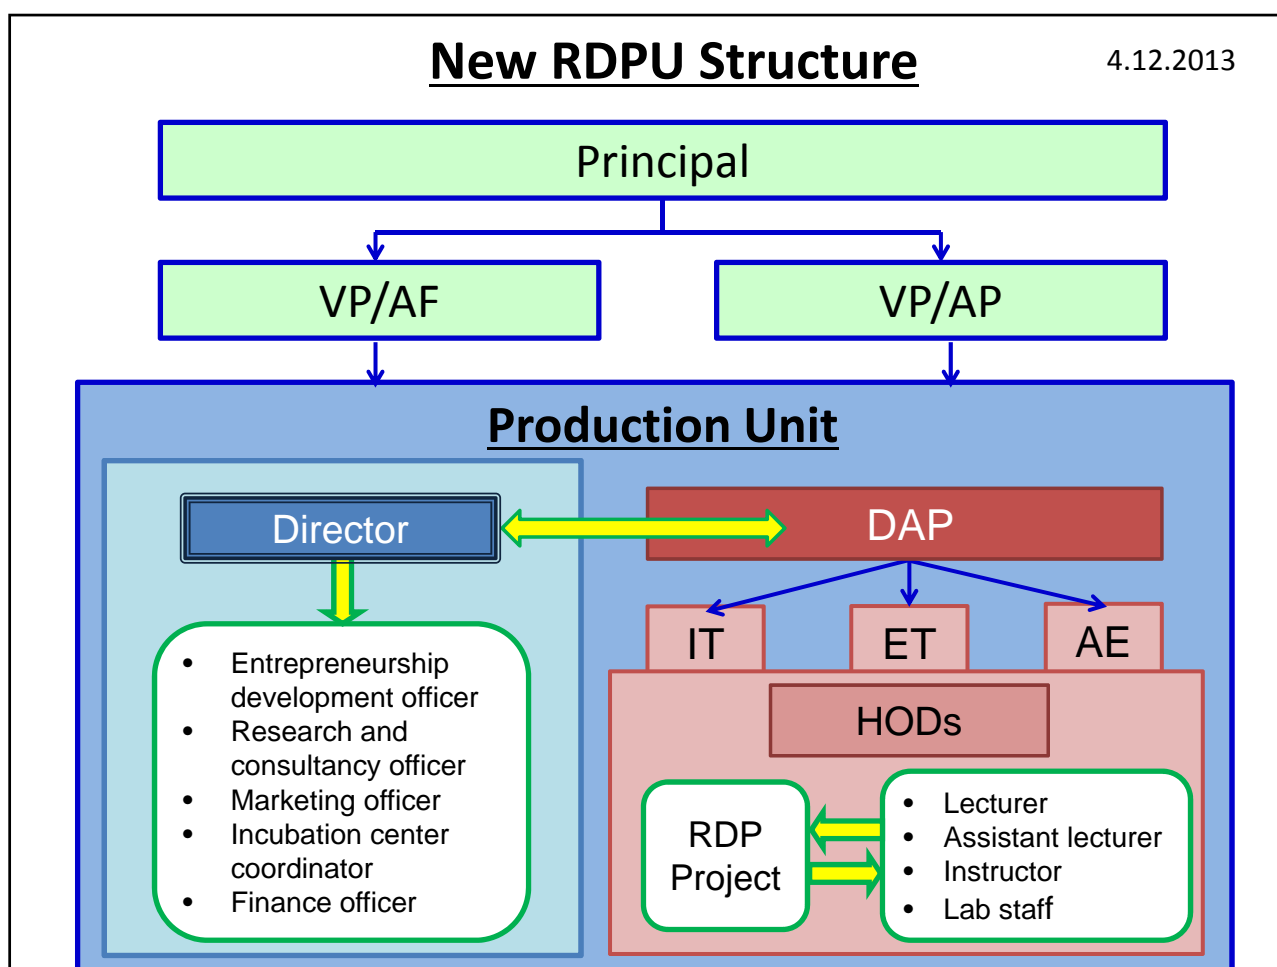 New RDPU Structure
4.12.2013
Principal
VP/AF
VP/AP
Production Unit
Director
DAP
IT
ET
AE
HODs
• Entrepreneurship
development officer
• Research and
consultancy officer
• Marketing officer
• Incubation center
coordinator
• Finance officer
RDP
Project
• Lecturer
• Assistant lecturer
• Instructor
• Lab staff